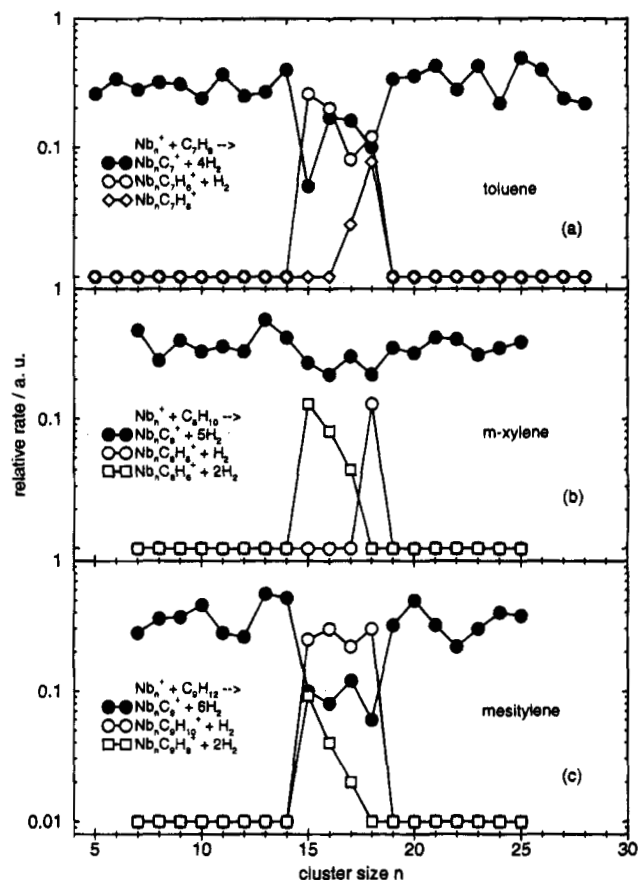 1
Nbₙ⁺ + C₇H₈ -->
0.1
NbₙC₇⁺ + 4H₂
NbₙC₇H₆⁺ + H₂
NbₙC₇H₈⁺
toluene
(a)
1
relative rate / a. u.
0.1
Nbₙ⁺ + C₈H₁₀ -->
NbₙC₈⁺ + 5H₂
NbₙC₈H₈⁺ + H₂
NbₙC₈H₆⁺ + 2H₂
m-xylene
(b)
1
Nbₙ⁺ + C₉H₁₂ -->
0.1
NbₙC₉⁺ + 6H₂
NbₙC₉H₁₀⁺ + H₂
NbₙC₉H₈⁺ + 2H₂
mesitylene
(c)
0.01
5 10 15 20 25 30
cluster size n